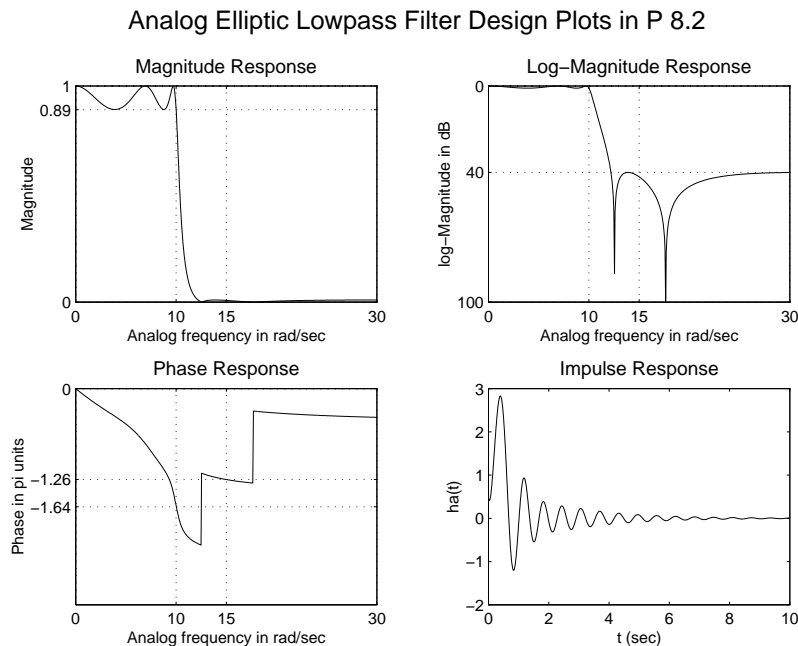 Analog Elliptic Lowpass Filter Design Plots in P 8.2
Magnitude Response
1
0.89
0
Magnitude
0 10 15 30
Analog frequency in rad/sec
Log−Magnitude Response
0
40
100
log−Magnitude in dB
0 10 15 30
Analog frequency in rad/sec
Phase Response
0
−1.26
−1.64
Phase in pi units
0 10 15 30
Analog frequency in rad/sec
Impulse Response
3
2
1
0
−1
−2
ha(t)
0 2 4 6 8 10
t (sec)